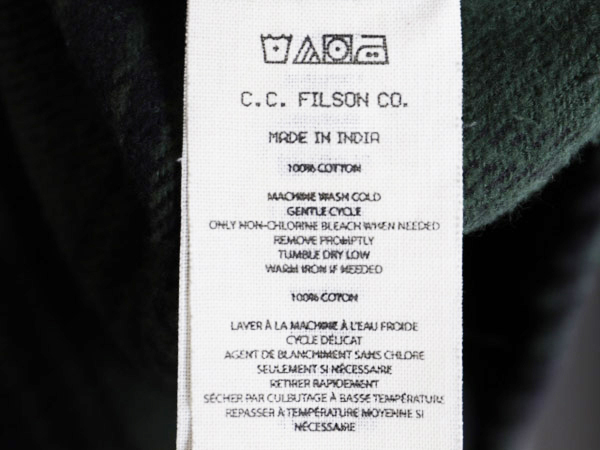 C.C. FILSON CO.
MADE IN INDIA
100% COTTON
MACHINE WASH COLD
GENTLE CYCLE
ONLY NON-CHLORINE BLEACH WHEN NEEDED
REMOVE PROMPTLY
TUMBLE DRY LOW
WARM IRON IF NEEDED
100% COTON
LAVER À LA MACHINE À L'EAU FROIDE
CYCLE DÉLICAT
AGENT DE BLANCHIMENT SANS CHLORE
SEULEMENT SI NÉCESSAIRE
RETIRER RAPIDEMENT
SÉCHER PAR CULBUTAGE À BASSE TEMPÉRATURE
REPASSER À TEMPÉRATURE MOYENNE SI
NÉCESSAIRE